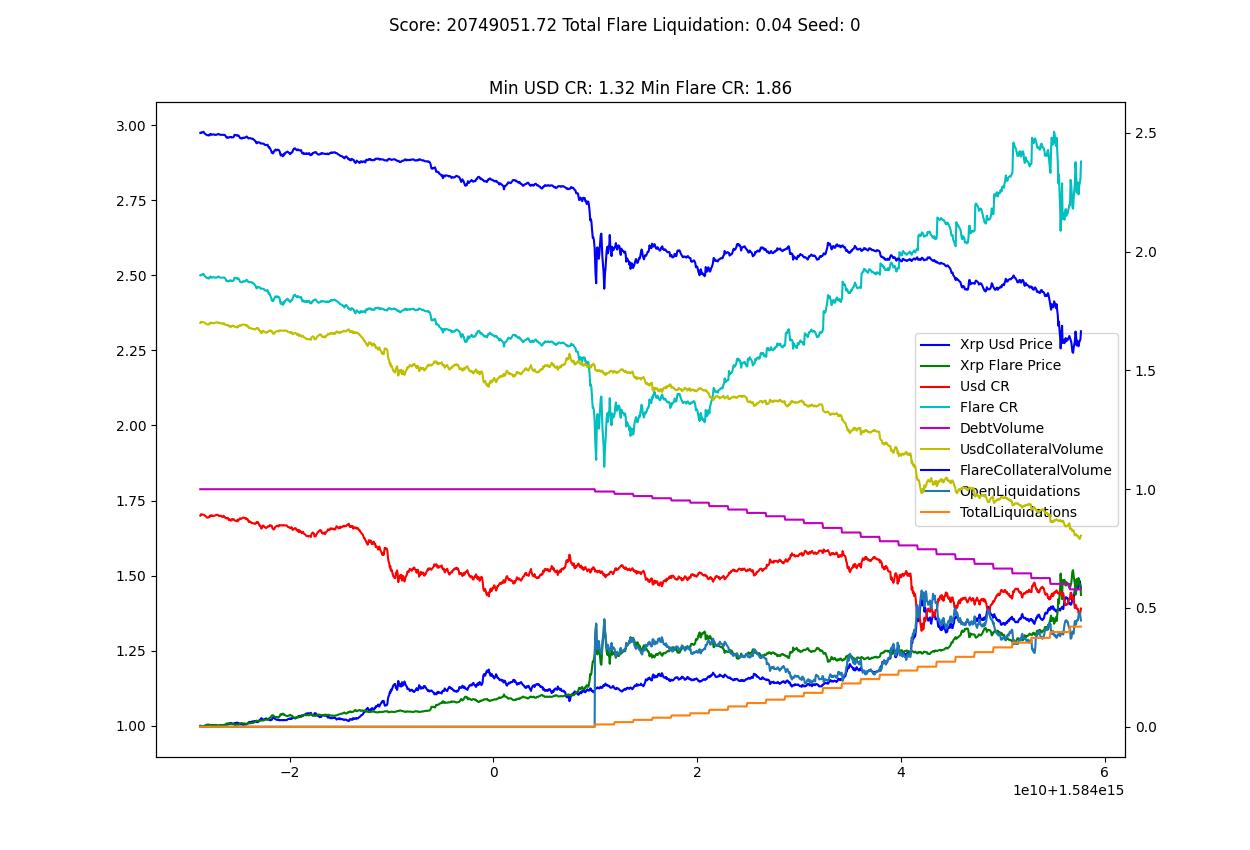 Score: 20749051.72 Total Flare Liquidation: 0.04 Seed: 0
Min USD CR: 1.32 Min Flare CR: 1.86
3.00
2.75
2.50
2.25
2.00
1.75
1.50
1.25
1.00
2.5
2.0
1.5
1.0
0.5
0.0
Xrp Usd Price
Xrp Flare Price
Usd CR
Flare CR
DebtVolume
UsdCollateralVolume
FlareCollateralVolume
OpenLiquidations
TotalLiquidations
−2 0 2 4 6
1e10+1.584e15